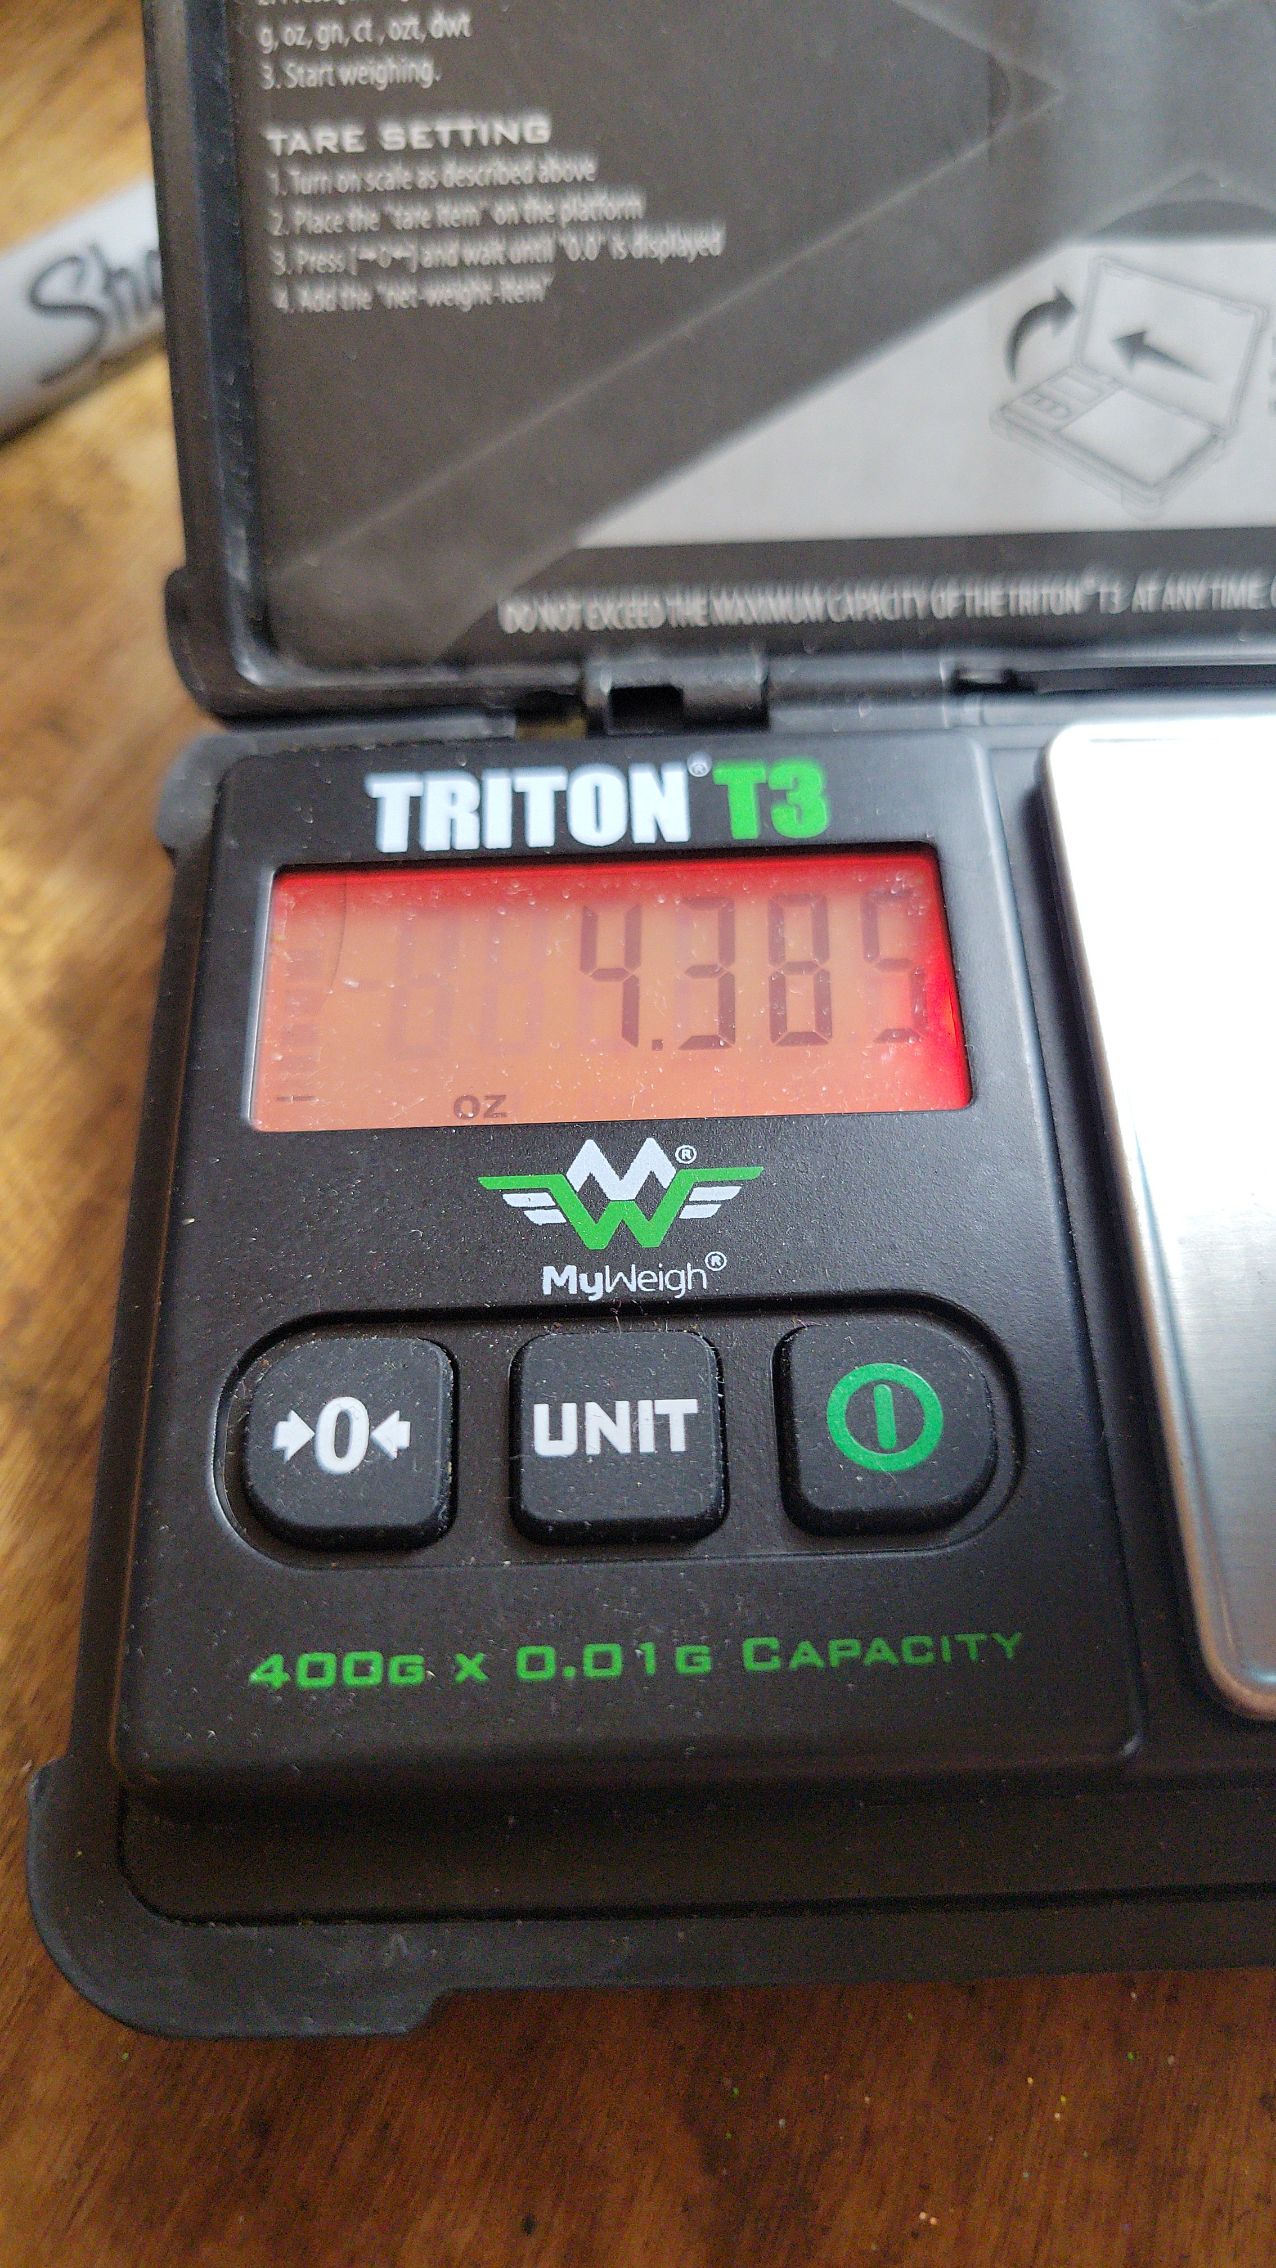 g, oz, gn, ct , ozt, dwt
3. Start weighing.
TARE SETTING
1. Turn on scale as described above
2. Place the "tare item" on the platform
3. Press [→0←] and wait until "0.0" is displayed
4. Add the "net-weight-item"
Sh
DO NOT EXCEED THE MAXIMUM CAPACITY OF THE TRITON® T3 AT ANY TIME.
TRITON® T3
4.385
oz
®
MyWeigh®
→0← UNIT
400G X 0.01G CAPACITY